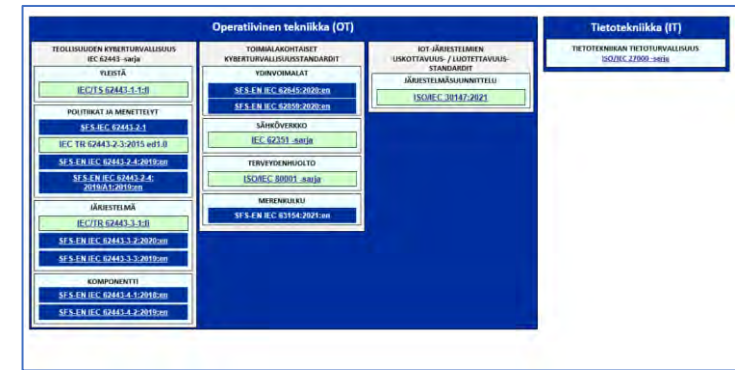 Operatiivinen tekniikka (OT)
TEOLLISUUDEN KYBERTURVALLISUUS
IEC 62443 -sarja
YLEISTÄ
IEC/TS 62443-1-1:fi
POLITIIKAT JA MENETTELYT
SFS-IEC 62443-2-1
IEC TR 62443-2-3:2015 ed1.0
SFS-EN IEC 62443-2-4:2019:en
SFS-EN IEC 62443-2-4:
2019/A1:2019:en
JÄRJESTELMÄ
IEC/TR 62443-3-1:fi
SFS-EN IEC 62443-3-2:2020:en
SFS-EN IEC 62443-3-3:2019:en
KOMPONENTTI
SFS-EN IEC 62443-4-1:2018:en
SFS-EN IEC 62443-4-2:2019:en
TOIMIALAKOHTAISET
KYBERTURVALLISUUSSTANDARDIT
YDINVOIMALAT
SFS-EN IEC 62645:2020:en
SFS-EN IEC 62859:2020:en
SÄHKÖVERKKO
IEC 62351 -sarja
TERVEYDENHUOLTO
ISO/IEC 80001 -sarja
MERENKULKU
SFS-EN IEC 63154:2021:en
IOT-JÄRJESTELMIEN
USKOTTAVUUS- / LUOTETTAVUUS-
STANDARDIT
JÄRJESTELMÄSUUNNITTELU
ISO/IEC 30147:2021
Tietotekniikka (IT)
TIETOTEKNIIKAN TIETOTURVALLISUUS
ISO/IEC 27000 -sarja